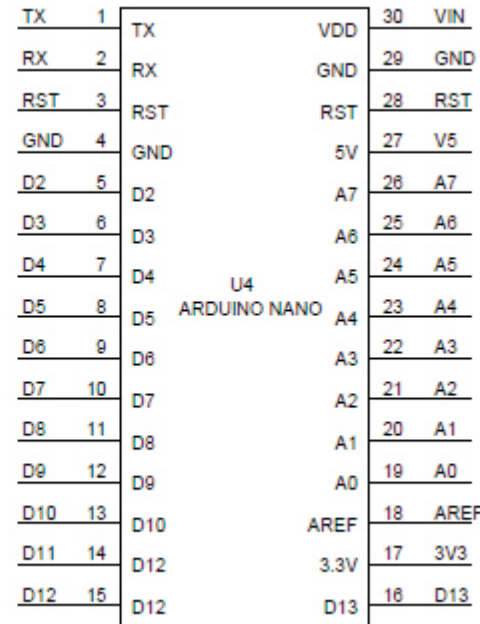 TX 1 TX VDD 30 VIN
RX 2 RX GND 29 GND
RST 3 RST RST 28 RST
GND 4 GND 5V 27 V5
D2 5 D2 A7 26 A7
D3 6 D3 A6 25 A6
D4 7 D4 A5 24 A5
U4
D5 8 D5 ARDUINO NANO A4 23 A4
D6 9 D6 A3 22 A3
D7 10 D7 A2 21 A2
D8 11 D8 A1 20 A1
D9 12 D9 A0 19 A0
D10 13 D10 AREF 18 AREF
D11 14 D12 3.3V 17 3V3
D12 15 D12 D13 16 D13